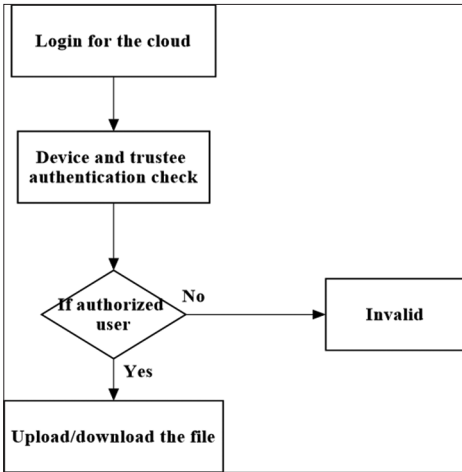 Login for the cloud
Device and trustee
authentication check
If authorized
user
No
Invalid
Yes
Upload/download the file